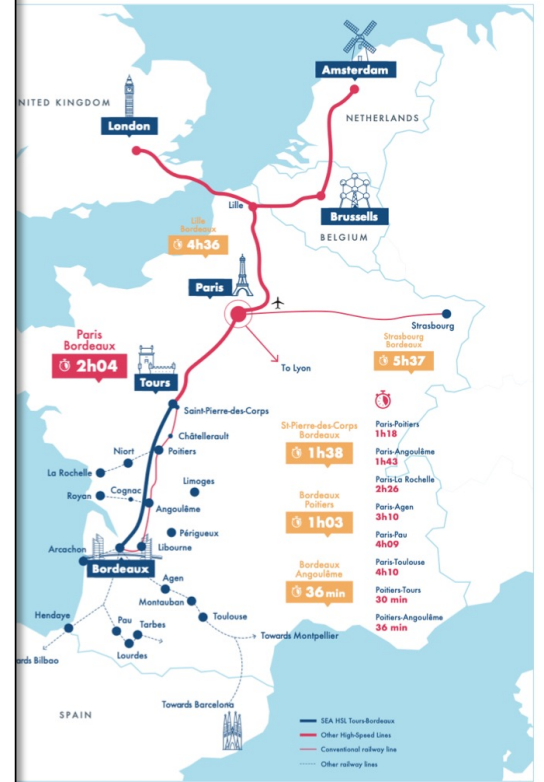 Amsterdam
NITED KINGDOM
NETHERLANDS
London
Lille
Brussells
BELGIUM
Lille
Bordeaux
4h36
Paris
Strasbourg
Paris
Bordeaux
2h04
Strasbourg
Bordeaux
5h37
To Lyon
Tours
Saint-Pierre-des-Corps
Châtellerault
Poitiers
Niort
La Rochelle
Limoges
Cognac
Royan
Angoulême
Périgueux
Arcachon
Libourne
Bordeaux
Agen
Montauban
Toulouse
Hendaye
Pau
Tarbes
Lourdes
Towards Montpellier
ards Bilbao
Towards Barcelona
SPAIN
St-Pierre-des-Corps
Bordeaux
1h38
Bordeaux
Poitiers
1h03
Bordeaux
Angoulême
36 min
Paris-Poitiers
1h18
Paris-Angoulême
1h43
Paris-La Rochelle
2h26
Paris-Agen
3h10
Paris-Pau
4h09
Paris-Toulouse
4h10
Poitiers-Tours
30 min
Poitiers-Angoulême
36 min
SEA HSL Tours-Bordeaux
Other High-Speed Lines
Conventional railway line
Other railway lines